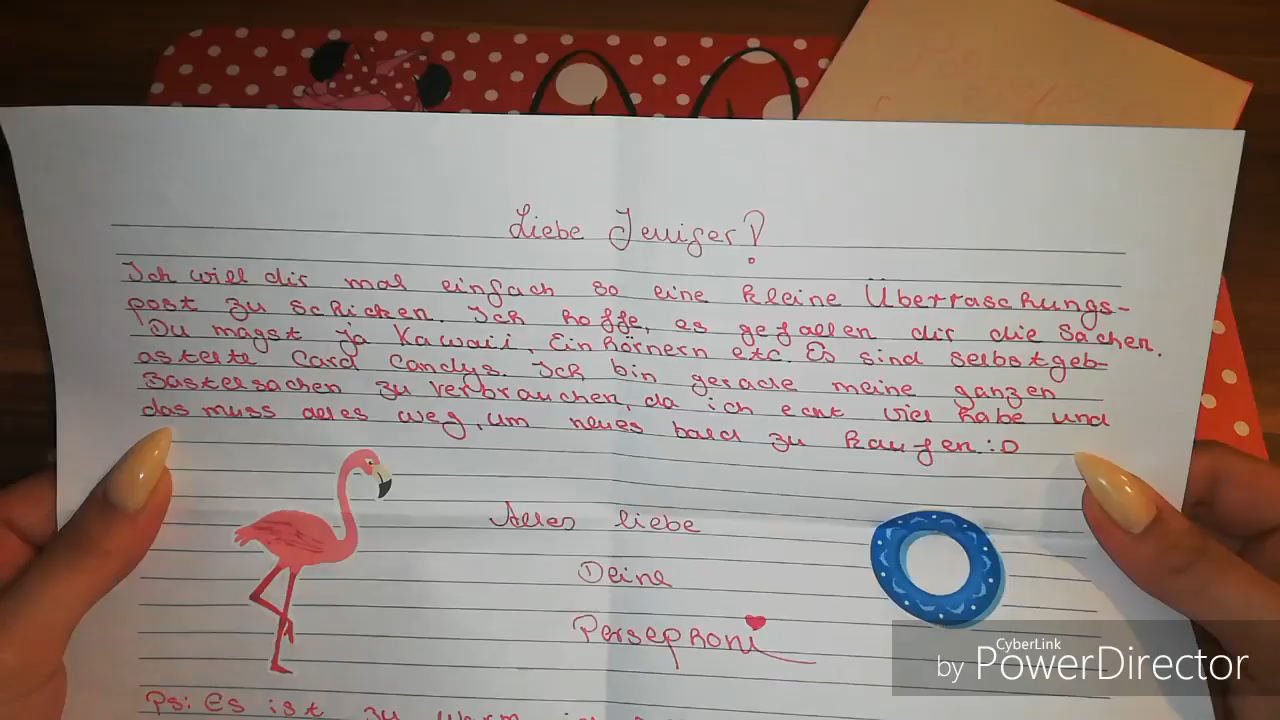 Liebe Jenifer!
Ich will dir mal einfach so eine kleine Überraschungs-
post zu schicken. Ich hoffe, es gefallen dir die Sachen.
Du magst ja Kawaii, Einhörner etc. Es sind selbstgeb-
astelte Card Candys. Ich bin gerade meine ganzen
Bastelsachen zu verbrauchen, da ich echt viel habe und
das muss alles weg, um neues bald zu kaufen :D
Alles liebe
Deine
Persephoni
Ps: Es ist zu warm
CyberLink
by PowerDirector